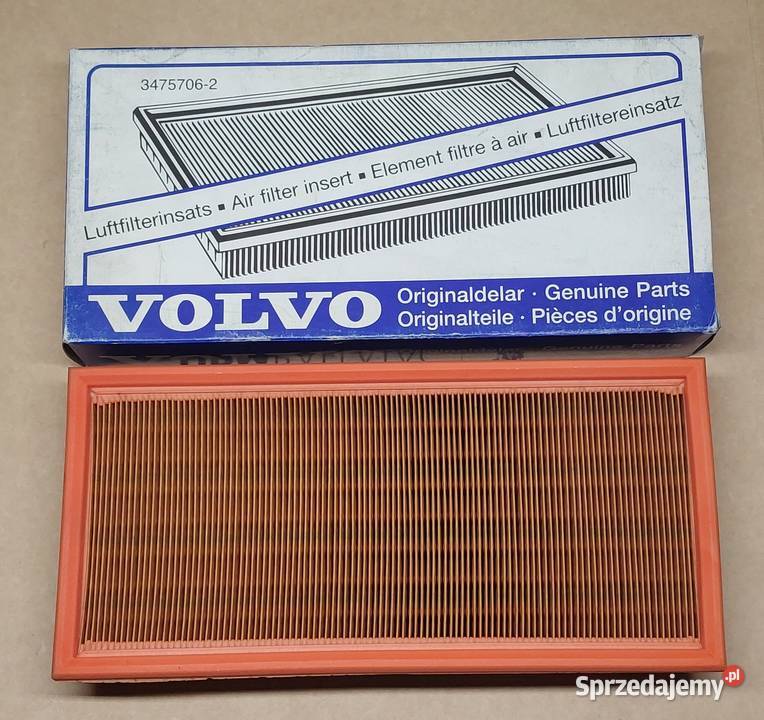 3475706-2
Luftfilterinsats ▪ Air filter insert ▪ Element filtre à air ▪ Luftfiltereinsatz
VOLVO
Originaldelar · Genuine Parts
Originalteile · Pièces d'origine
Sprzedajemy.pl